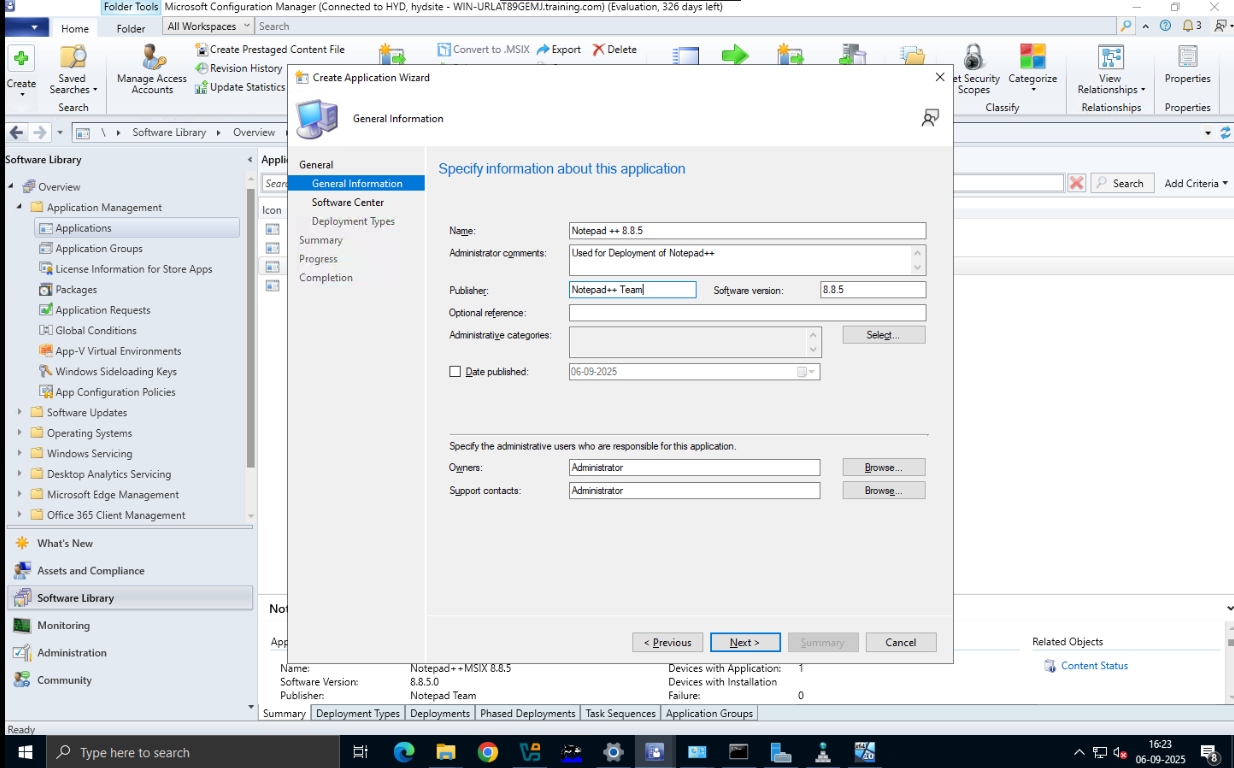 Folder Tools Microsoft Configuration Manager (Connected to HYD, hydsite - WIN-URLAT89GEMJ.training.com) (Evaluation, 326 days left)
Home Folder All Workspaces Search 3
Create Saved Searches Manage Access Accounts Create Prestaged Content File Revision History Update Statistics Convert to .MSIX Export Delete Scopes Categorize View Relationships Properties
Search Classify Relationships Properties
\ Software Library Overview
Software Library
Search Add Criteria
Icon
Overview
Application Management
Applications
Application Groups
License Information for Store Apps
Packages
Application Requests
Global Conditions
App-V Virtual Environments
Windows Sideloading Keys
App Configuration Policies
Software Updates
Operating Systems
Windows Servicing
Desktop Analytics Servicing
Microsoft Edge Management
Office 365 Client Management
What's New
Assets and Compliance
Software Library
Monitoring
Administration
Community
Create Application Wizard
General Information
General
General Information
Software Center
Deployment Types
Summary
Progress
Completion
Specify information about this application
Name: Notepad ++ 8.8.5
Administrator comments: Used for Deployment of Notepad++
Publisher: Notepad++ Team Software version: 8.8.5
Optional reference:
Administrative categories: Select...
Date published: 06-09-2025
Specify the administrative users who are responsible for this application.
Owners: Administrator Browse...
Support contacts: Administrator Browse...
< Previous Next > Summary Cancel
Related Objects
Content Status
Name: Notepad++MSIX 8.8.5 Devices with Application: 1
Software Version: 8.8.5.0 Devices with Installation
Publisher: Notepad Team Failure: 0
Summary Deployment Types Deployments Phased Deployments Task Sequences Application Groups
Ready
Type here to search
16:23
06-09-2025
8